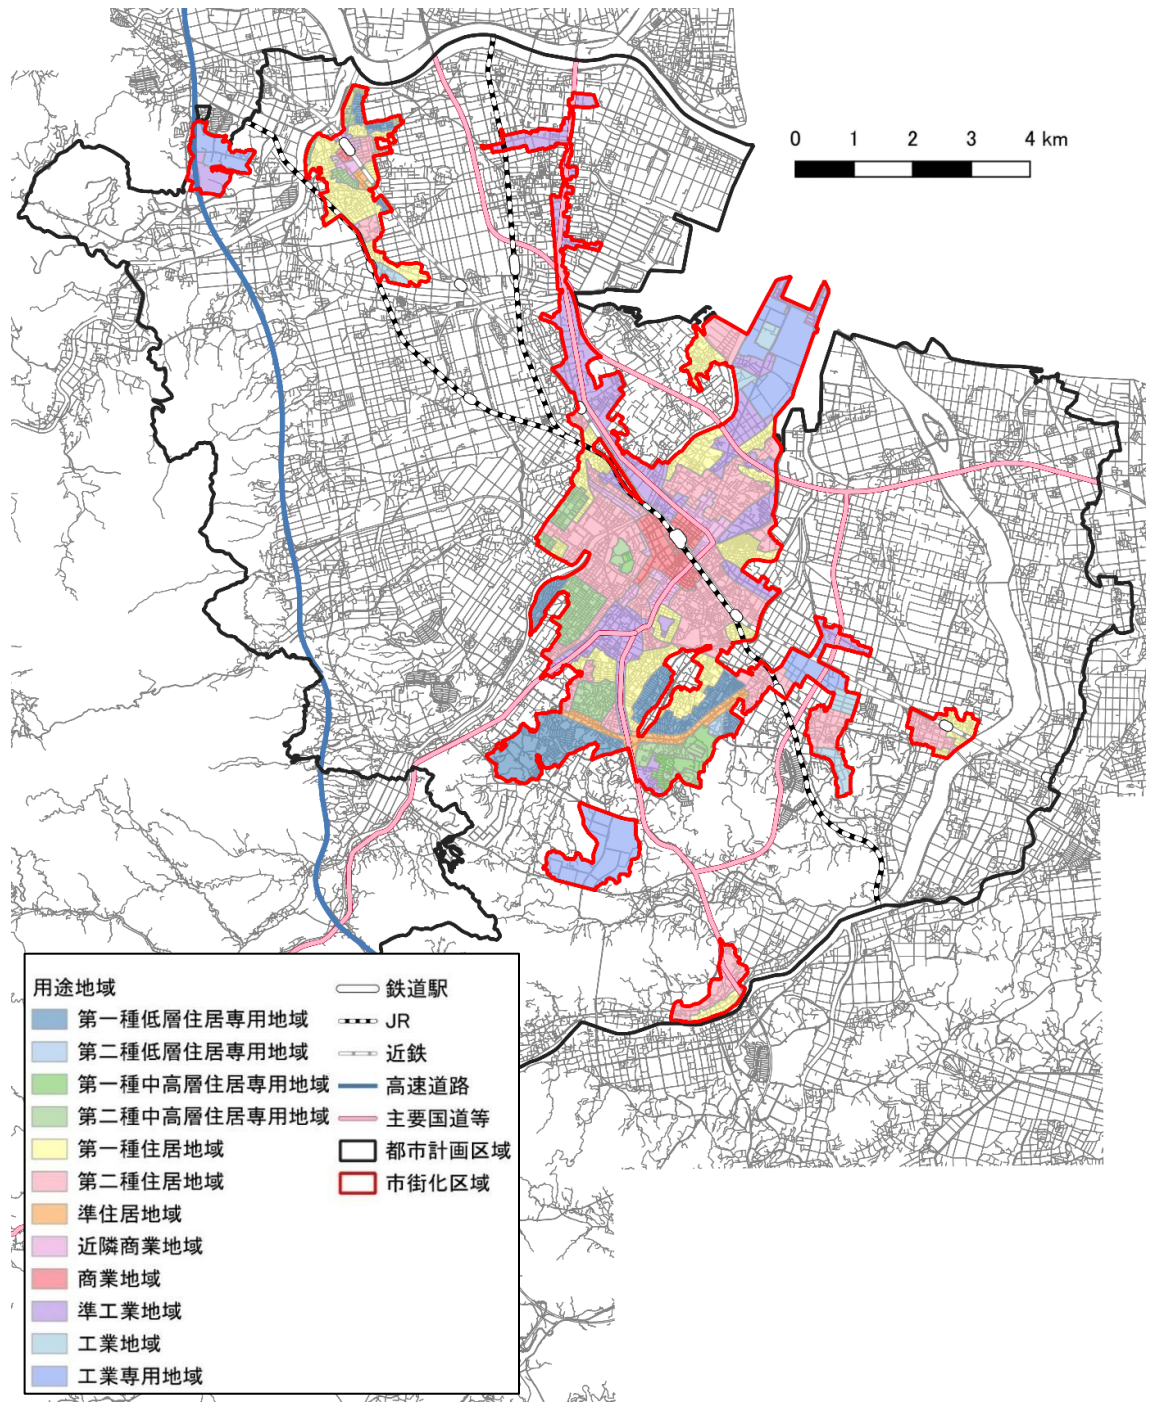 0 1 2 3 4 km
用途地域
第一種低層住居専用地域
第二種低層住居専用地域
第一種中高層住居専用地域
第二種中高層住居専用地域
第一種住居地域
第二種住居地域
準住居地域
近隣商業地域
商業地域
準工業地域
工業地域
工業専用地域
鉄道駅
JR
近鉄
高速道路
主要国道等
都市計画区域
市街化区域